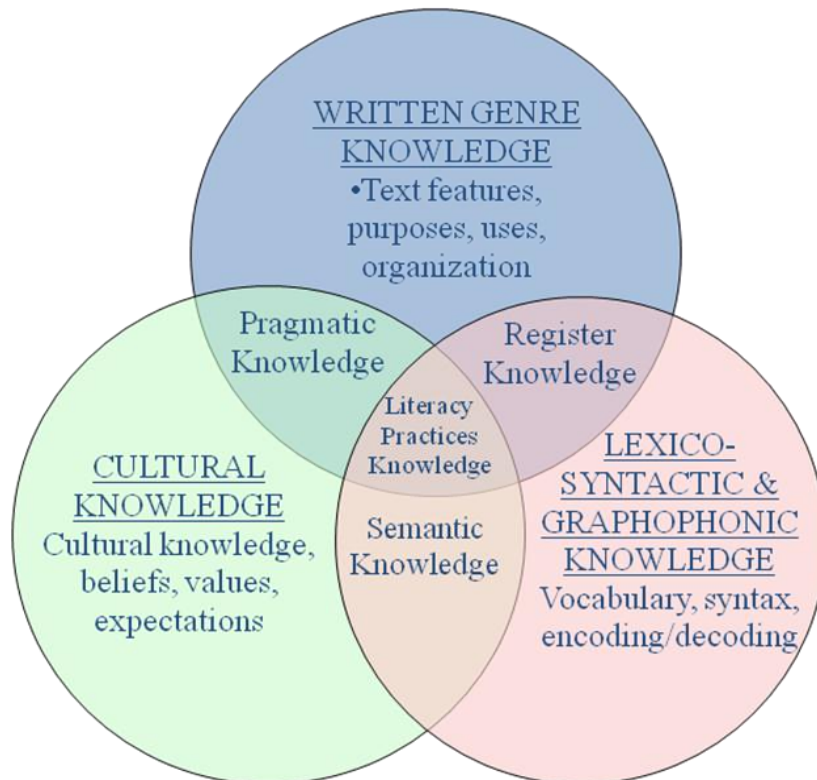 WRITTEN GENRE
KNOWLEDGE
•Text features,
purposes, uses,
organization
Pragmatic
Knowledge
Register
Knowledge
Literacy
Practices
Knowledge
CULTURAL
KNOWLEDGE
Cultural knowledge,
beliefs, values,
expectations
Semantic
Knowledge
LEXICO-
SYNTACTIC &
GRAPHOPHONIC
KNOWLEDGE
Vocabulary, syntax,
encoding/decoding